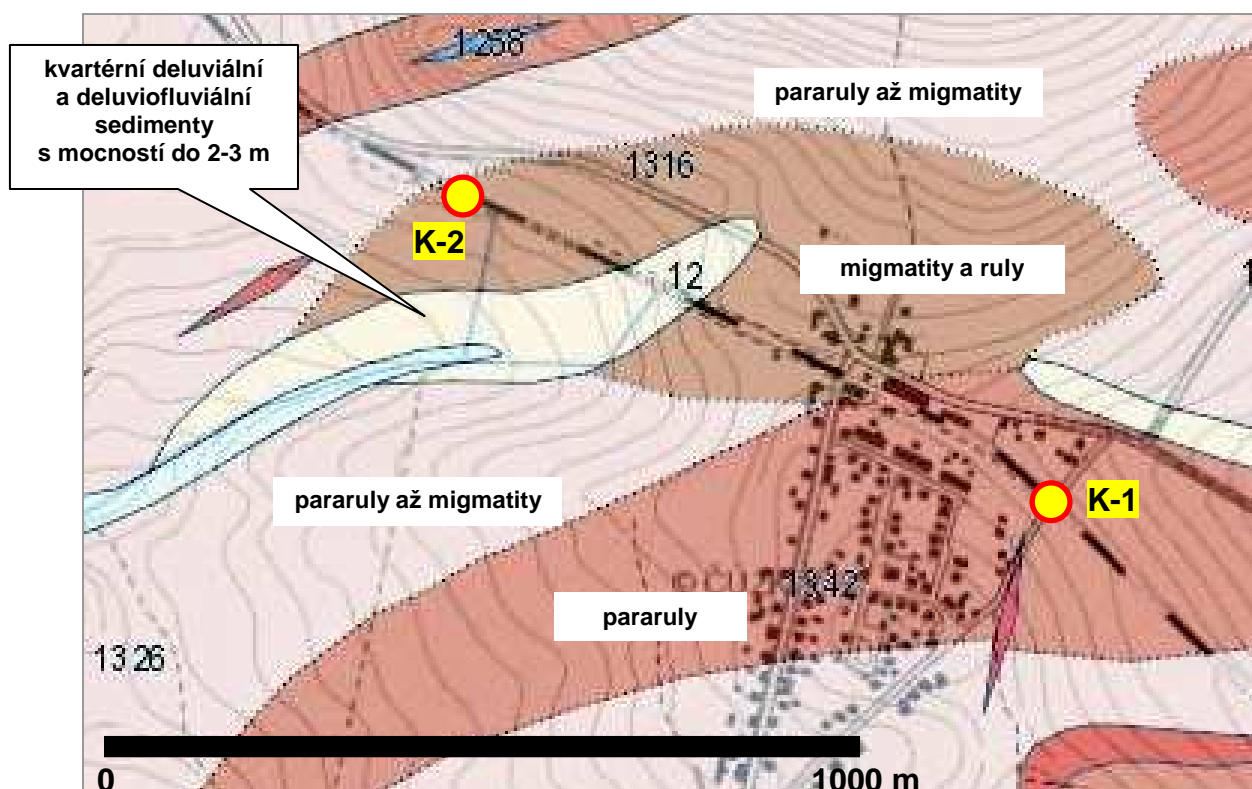 1258
kvartérní deluviální
a deluviofluviální
sedimenty
s mocností do 2-3 m
pararuly až migmatity
1316
K-2
migmatity a ruly
12
pararuly až migmatity
K-1
1342
pararuly
1326
0
1000 m